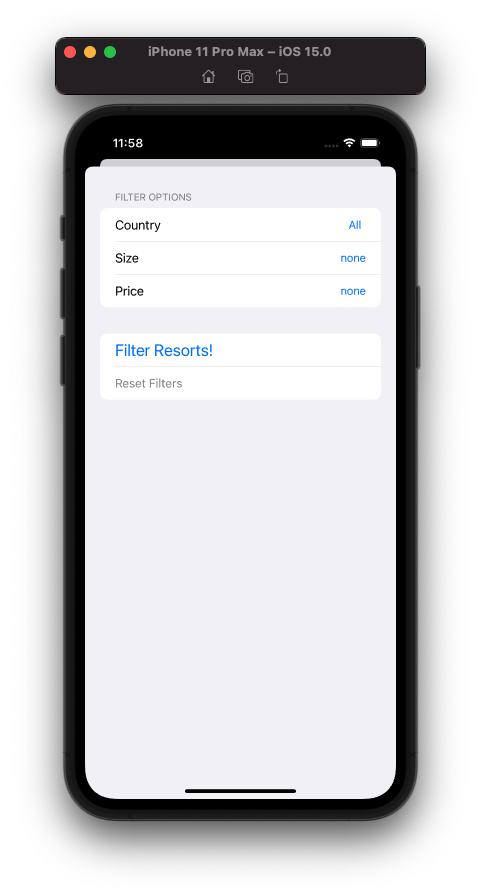 iPhone 11 Pro Max – iOS 15.0
11:58
FILTER OPTIONS
Country All
Size none
Price none
Filter Resorts!
Reset Filters